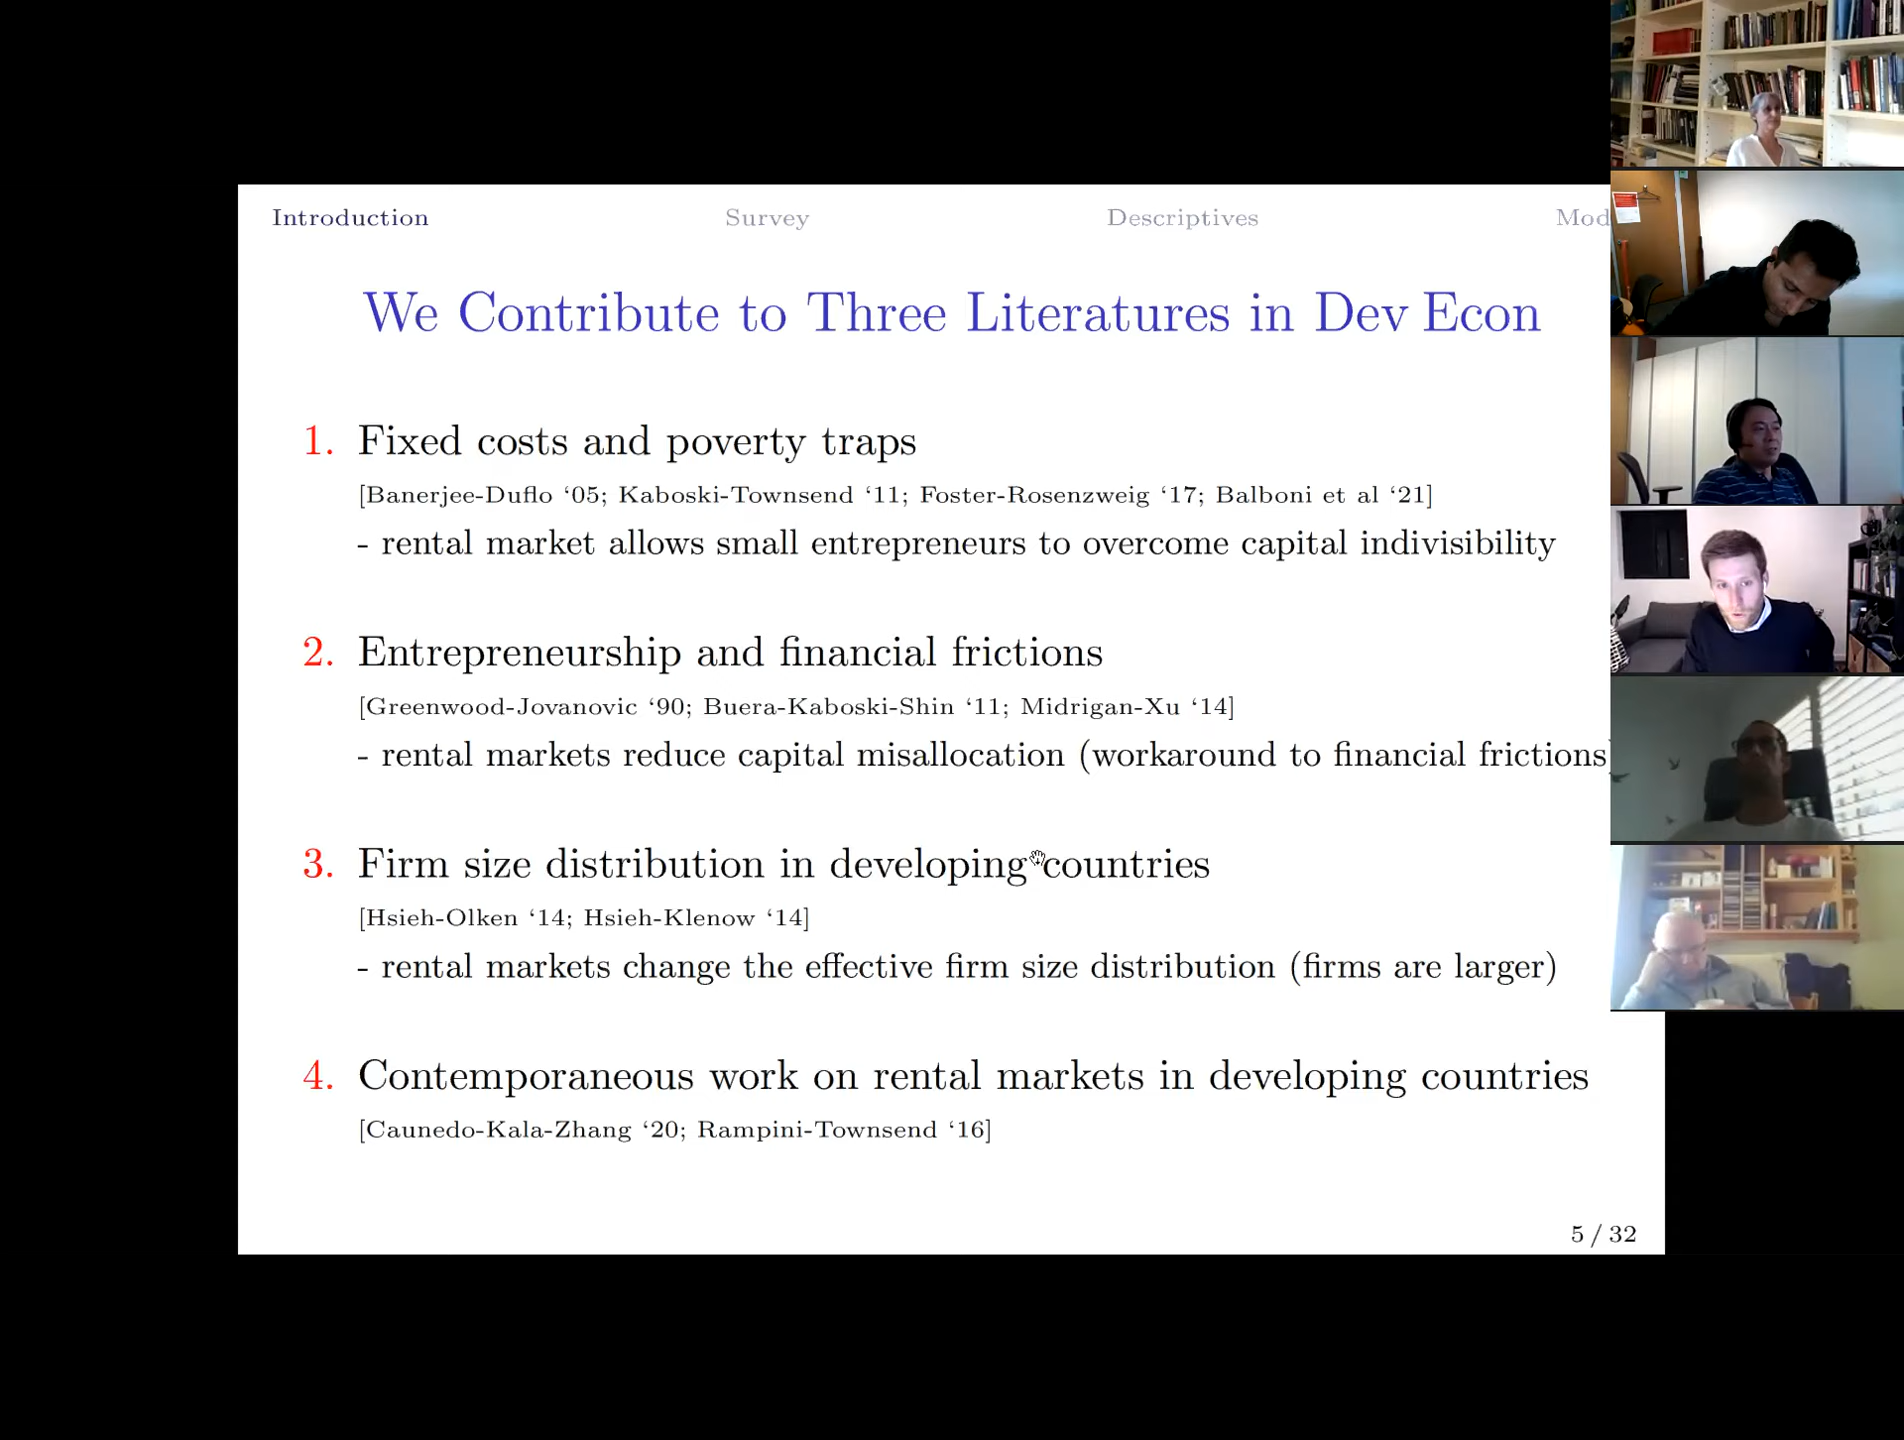 Introduction Survey Descriptives Mod
We Contribute to Three Literatures in Dev Econ
1. Fixed costs and poverty traps
[Banerjee-Duflo ‘05; Kaboski-Townsend ‘11; Foster-Rosenzweig ‘17; Balboni et al ‘21]
- rental market allows small entrepreneurs to overcome capital indivisibility
2. Entrepreneurship and financial frictions
[Greenwood-Jovanovic ‘90; Buera-Kaboski-Shin ‘11; Midrigan-Xu ‘14]
- rental markets reduce capital misallocation (workaround to financial frictions)
3. Firm size distribution in developing countries
[Hsieh-Olken ‘14; Hsieh-Klenow ‘14]
- rental markets change the effective firm size distribution (firms are larger)
4. Contemporaneous work on rental markets in developing countries
[Caunedo-Kala-Zhang ‘20; Rampini-Townsend ‘16]
5 / 32